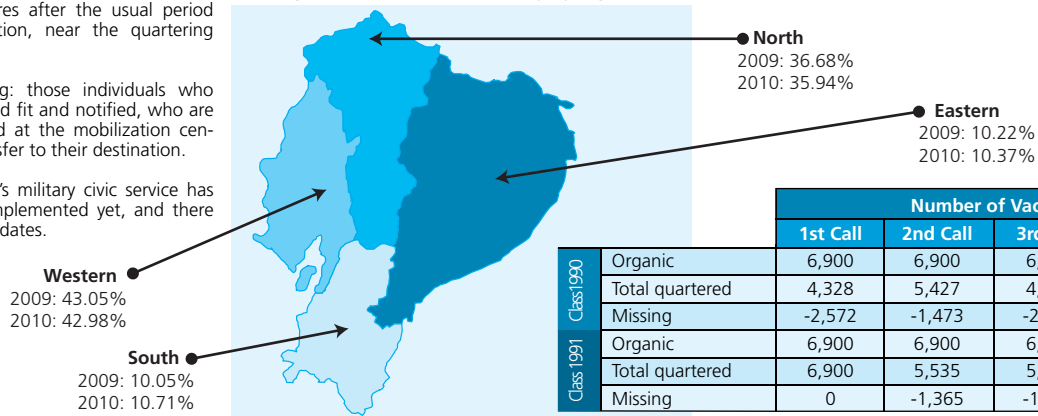 res after the usual period
tion, near the quartering
g: those individuals who
d fit and notified, who are
d at the mobilization cen-
sfer to their destination.
's military civic service has
mplemented yet, and there
dates.
North
2009: 36.68%
2010: 35.94%
Eastern
2009: 10.22%
2010: 10.37%
Western
2009: 43.05%
2010: 42.98%
South
2009: 10.05%
2010: 10.71%
Number of Vac
1st Call 2nd Call 3r
Class1990
Organic 6,900 6,900 6,
Total quartered 4,328 5,427 4,
Missing -2,572 -1,473 -2
Class 1991
Organic 6,900 6,900 6,
Total quartered 6,900 5,535 5,
Missing 0 -1,365 -1